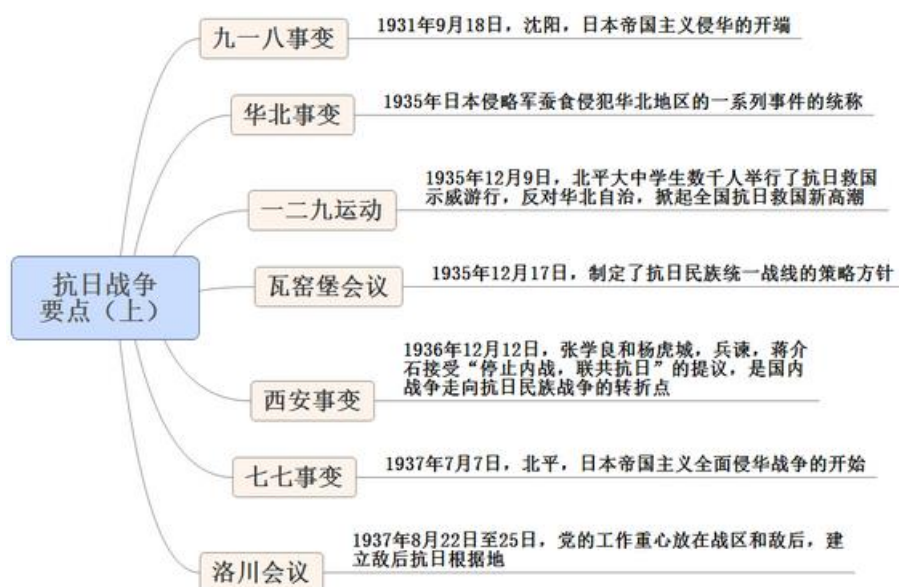 九一八事变
1931年9月18日，沈阳，日本帝国主义侵华的开端
华北事变
1935年日本侵略军蚕食侵犯华北地区的一系列事件的统称
一二九运动
1935年12月9日，北平大中学生数千人举行了抗日救国
示威游行，反对华北自治，掀起全国抗日救国新高潮
抗日战争
要点（上）
瓦窑堡会议
1935年12月17日，制定了抗日民族统一战线的策略方针
西安事变
1936年12月12日，张学良和杨虎城，兵谏，蒋介
石接受“停止内战，联共抗日”的提议，是国内
战争走向抗日民族战争的转折点
七七事变
1937年7月7日，北平，日本帝国主义全面侵华战争的开始
洛川会议
1937年8月22日至25日，党的工作重心放在战区和敌后，建
立敌后抗日根据地